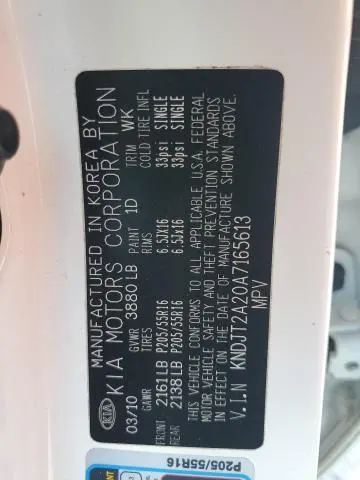 MANUFACTURED IN KOREA BY
KIA MOTORS CORPORATION
KIA
03/10 GVWR 3880 LB PAINT 1D TRIM WK
GAWR TIRES RIMS COLD TIRE INFL
FRONT 2161 LB P205/55R16 6.5JX16 33psi SINGLE
REAR 2138 LB P205/55R16 6.5JX16 33psi SINGLE
THIS VEHICLE CONFORMS TO ALL APPLICABLE U.S.A. FEDERAL
MOTOR VEHICLE SAFETY AND THEFT PREVENTION STANDARDS
IN EFFECT ON THE DATE OF MANUFACTURE SHOWN ABOVE.
V.I.N KNDJT2A20A7165613
MPV
P205/55R16